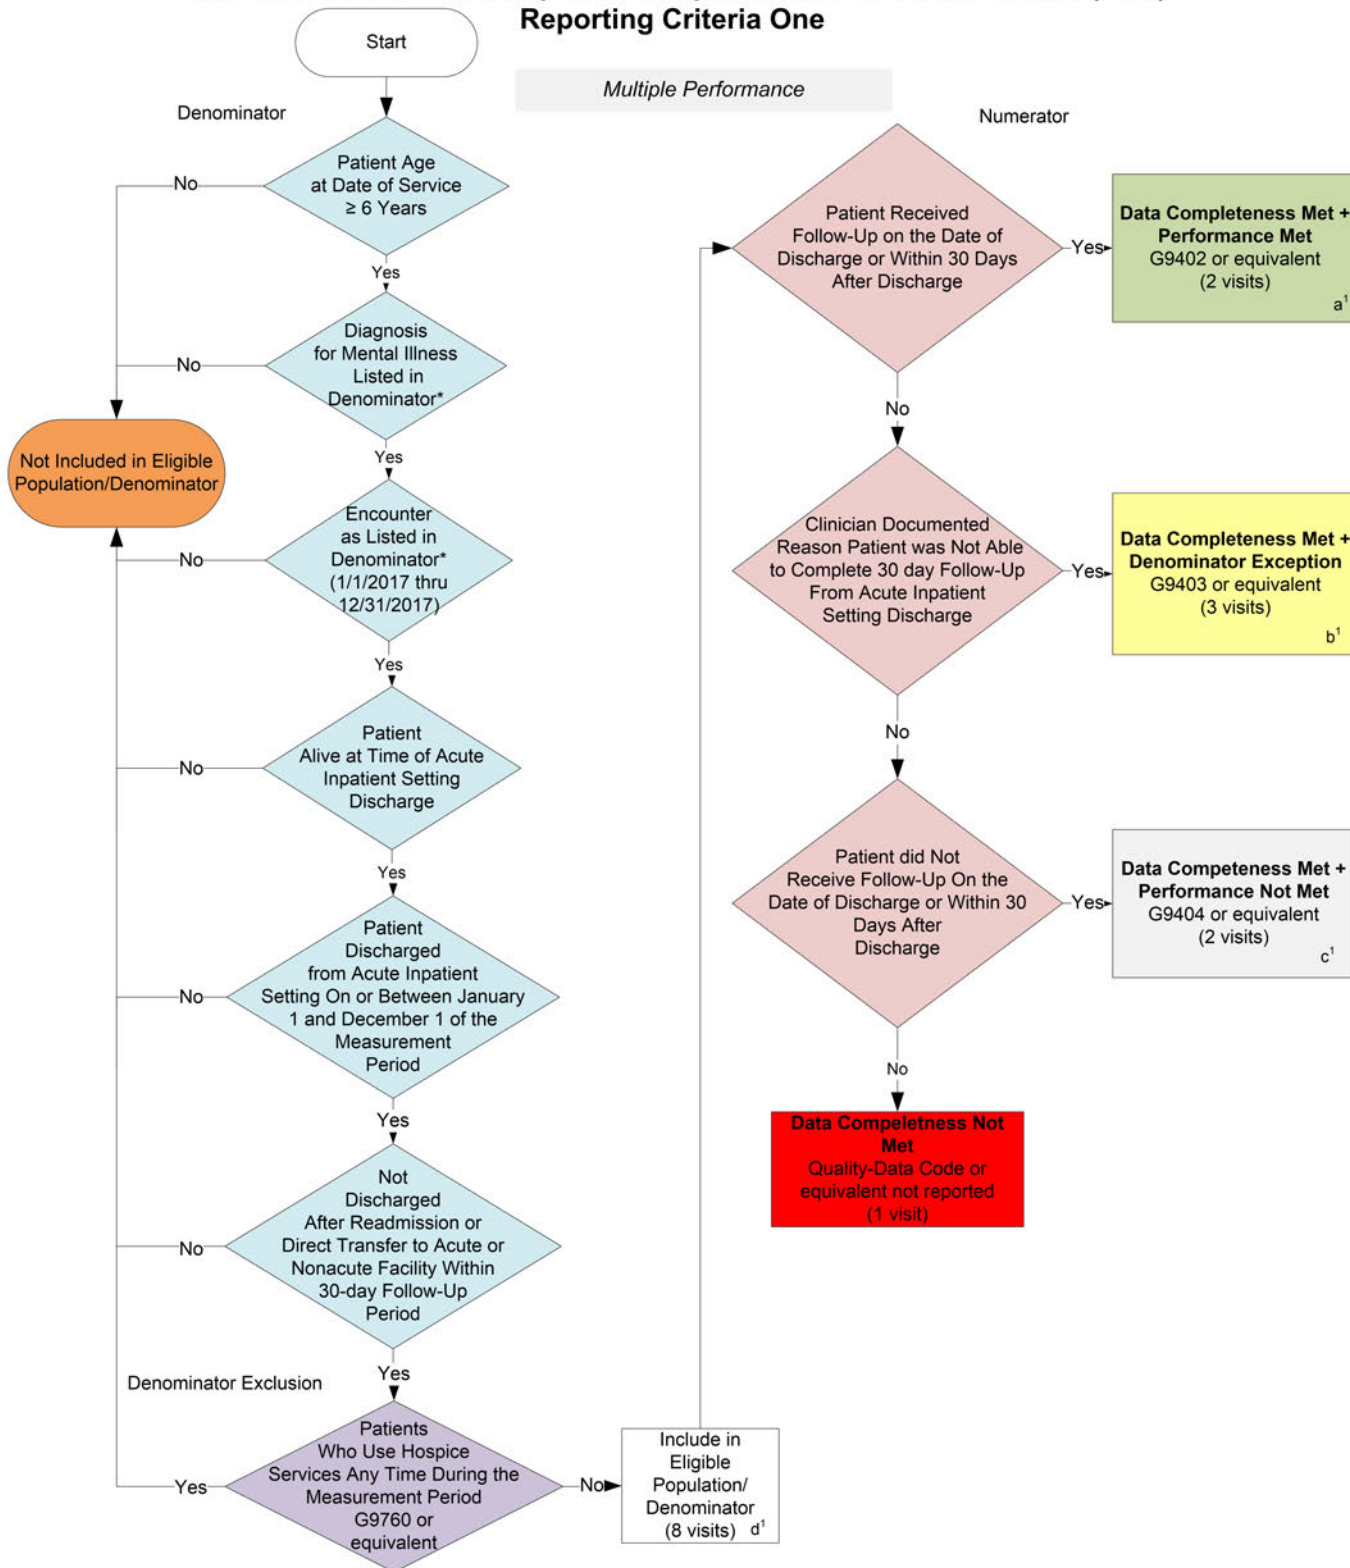 Reporting Criteria One
Start
Multiple Performance
Denominator
Numerator
Patient Age
at Date of Service
≥ 6 Years
No
Yes
Diagnosis
for Mental Illness
Listed in
Denominator*
No
Yes
Not Included in Eligible
Population/Denominator
Encounter
as Listed in
Denominator*
(1/1/2017 thru
12/31/2017)
No
Yes
Patient
Alive at Time of Acute
Inpatient Setting
Discharge
No
Yes
Patient
Discharged
from Acute Inpatient
Setting On or Between January
1 and December 1 of the
Measurement
Period
No
Yes
Not
Discharged
After Readmission or
Direct Transfer to Acute or
Nonacute Facility Within
30-day Follow-Up
Period
No
Yes
Denominator Exclusion
Patients
Who Use Hospice
Services Any Time During the
Measurement Period
G9760 or
equivalent
Yes
No
Include in
Eligible
Population/
Denominator
(8 visits) d¹
Patient Received
Follow-Up on the Date of
Discharge or Within 30 Days
After Discharge
Yes
Data Completeness Met +
Performance Met
G9402 or equivalent
(2 visits)
a¹
No
Clinician Documented
Reason Patient was Not Able
to Complete 30 day Follow-Up
From Acute Inpatient
Setting Discharge
Yes
Data Completeness Met +
Denominator Exception
G9403 or equivalent
(3 visits)
b¹
No
Patient did Not
Receive Follow-Up On the
Date of Discharge or Within 30
Days After
Discharge
Yes
Data Competeness Met +
Performance Not Met
G9404 or equivalent
(2 visits)
c¹
No
Data Compeletness Not
Met
Quality-Data Code or
equivalent not reported
(1 visit)